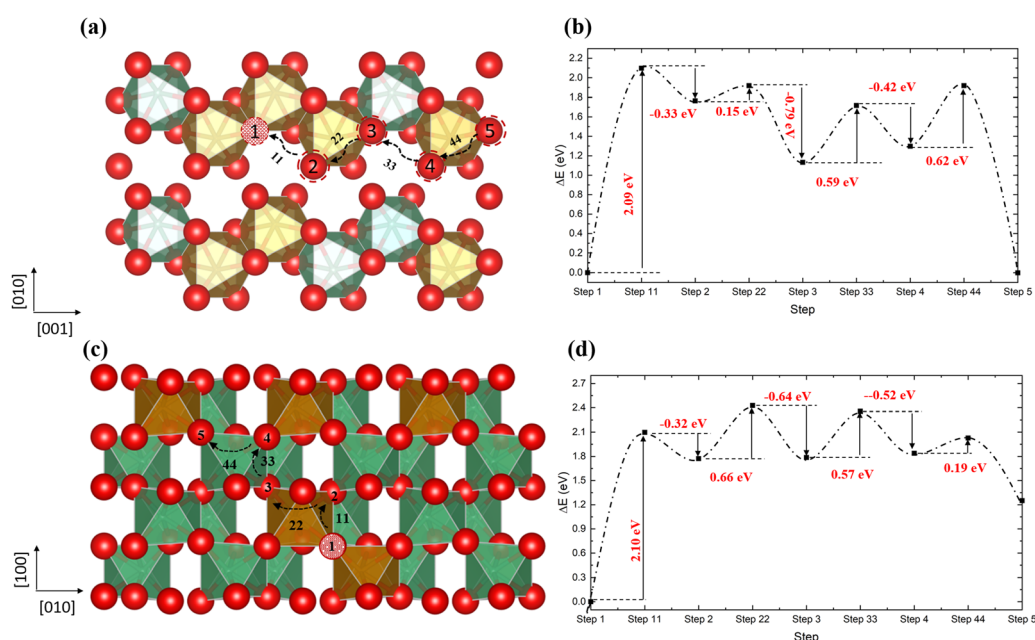 (a)
1
2
3
4
5
11
22
33
44
[010]
[001]
(b)
ΔE (eV)
2.2
2.0
1.8
1.6
1.4
1.2
1.0
0.8
0.6
0.4
0.2
0.0
2.09 eV
-0.33 eV
0.15 eV
-0.79 eV
0.59 eV
-0.42 eV
0.62 eV
Step 1
Step 11
Step 2
Step 22
Step 3
Step 33
Step 4
Step 44
Step 5
Step
(c)
5
4
44
33
3
2
22
11
1
[100]
[010]
(d)
ΔE (eV)
2.7
2.4
2.1
1.8
1.5
1.2
0.9
0.6
0.3
0.0
2.10 eV
-0.32 eV
0.66 eV
-0.64 eV
0.57 eV
--0.52 eV
0.19 eV
Step 1
Step 11
Step 2
Step 22
Step 3
Step 33
Step 4
Step 44
Step 5
Step